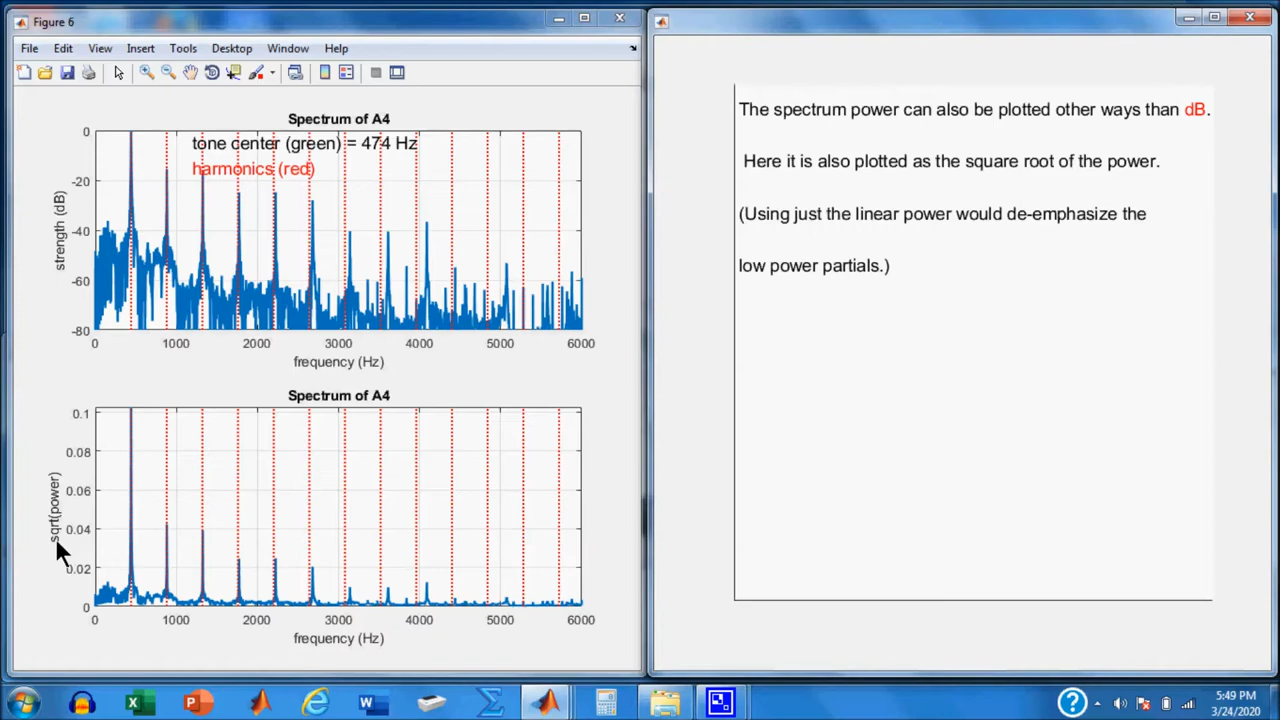 Figure 6
File Edit View Insert Tools Desktop Window Help
Spectrum of A4
tone center (green) = 474 Hz
harmonics (red)
strength (dB)
0
-20
-40
-60
-80
0 1000 2000 3000 4000 5000 6000
frequency (Hz)
Spectrum of A4
sqrt(power)
0.1
0.08
0.06
0.04
0.02
0
0 1000 2000 3000 4000 5000 6000
frequency (Hz)
The spectrum power can also be plotted other ways than dB.
Here it is also plotted as the square root of the power.
(Using just the linear power would de-emphasize the
low power partials.)
5:49 PM
3/24/2020